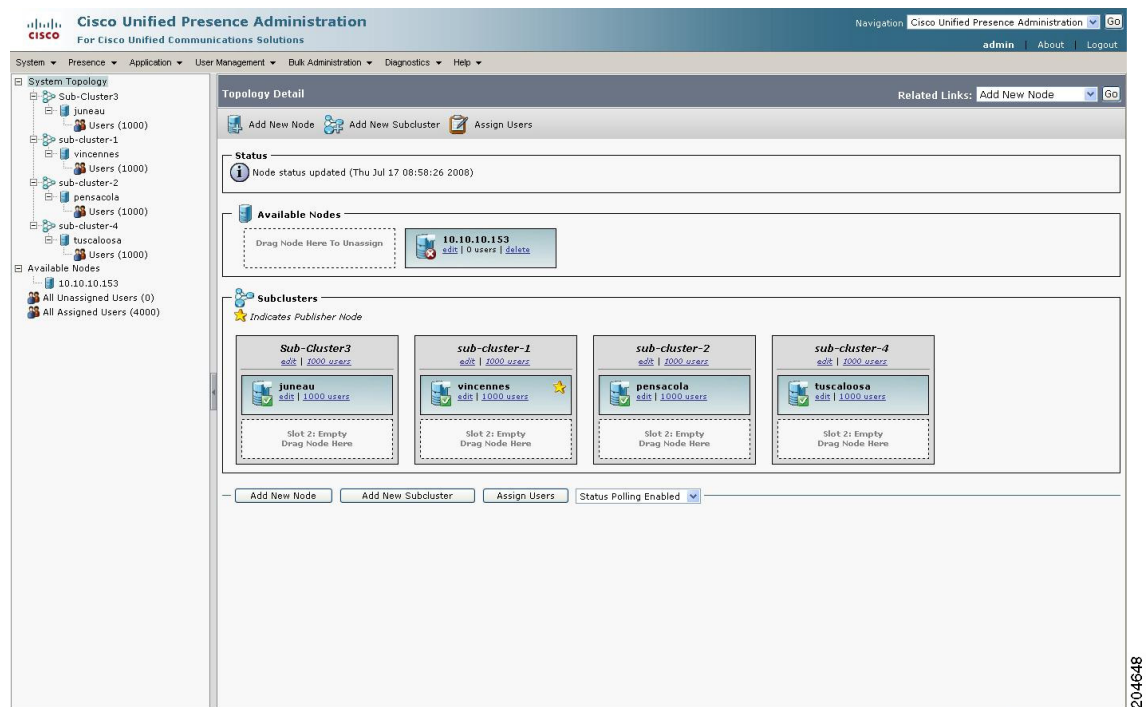 cisco
Cisco Unified Presence Administration
For Cisco Unified Communications Solutions
Navigation Cisco Unified Presence Administration Go
admin | About | Logout
System Presence Application User Management Bulk Administration Diagnostics Help
System Topology
Sub-Cluster3
juneau
Users (1000)
sub-cluster-1
vincennes
Users (1000)
sub-cluster-2
pensacola
Users (1000)
sub-cluster-4
tuscaloosa
Users (1000)
Available Nodes
10.10.10.153
All Unassigned Users (0)
All Assigned Users (4000)
Topology Detail
Related Links: Add New Node Go
Add New Node Add New Subcluster Assign Users
Status
Node status updated (Thu Jul 17 08:58:26 2008)
Available Nodes
Drag Node Here To Unassign
10.10.10.153
edit | 0 users | delete
Subclusters
Indicates Publisher Node
Sub-Cluster3
edit | 1000 users
juneau
edit | 1000 users
Slot 2: Empty
Drag Node Here
sub-cluster-1
edit | 1000 users
vincennes
edit | 1000 users
Slot 2: Empty
Drag Node Here
sub-cluster-2
edit | 1000 users
pensacola
edit | 1000 users
Slot 2: Empty
Drag Node Here
sub-cluster-4
edit | 1000 users
tuscaloosa
edit | 1000 users
Slot 2: Empty
Drag Node Here
Add New Node Add New Subcluster Assign Users Status Polling Enabled
204648